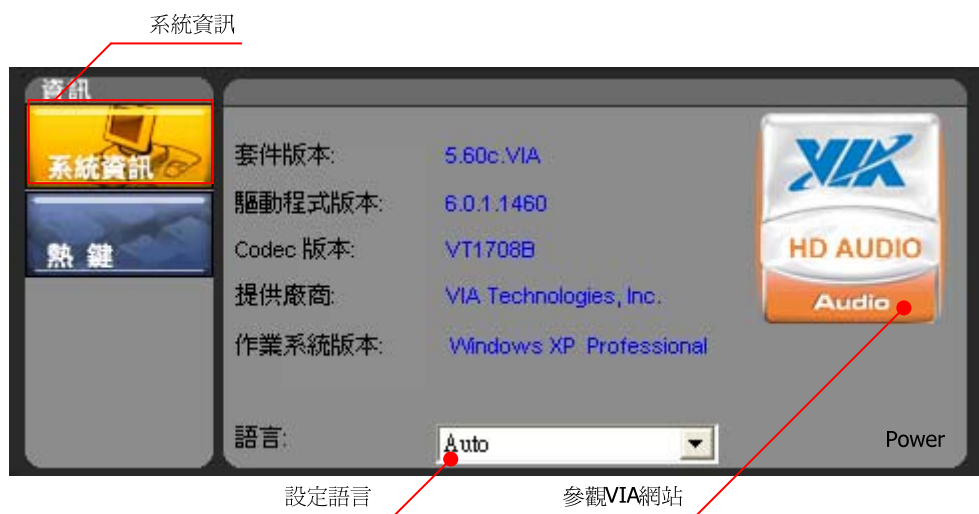 系統資訊
資訊
系統資訊
熱 鍵
套件版本: 5.60c.VIA
驅動程式版本: 6.0.1.1460
Codec 版本: VT1708B
提供廠商: VIA Technologies, Inc.
作業系統版本: Windows XP Professional
語言: Auto
VIA
HD AUDIO
Audio
Power
設定語言
參觀VIA網站